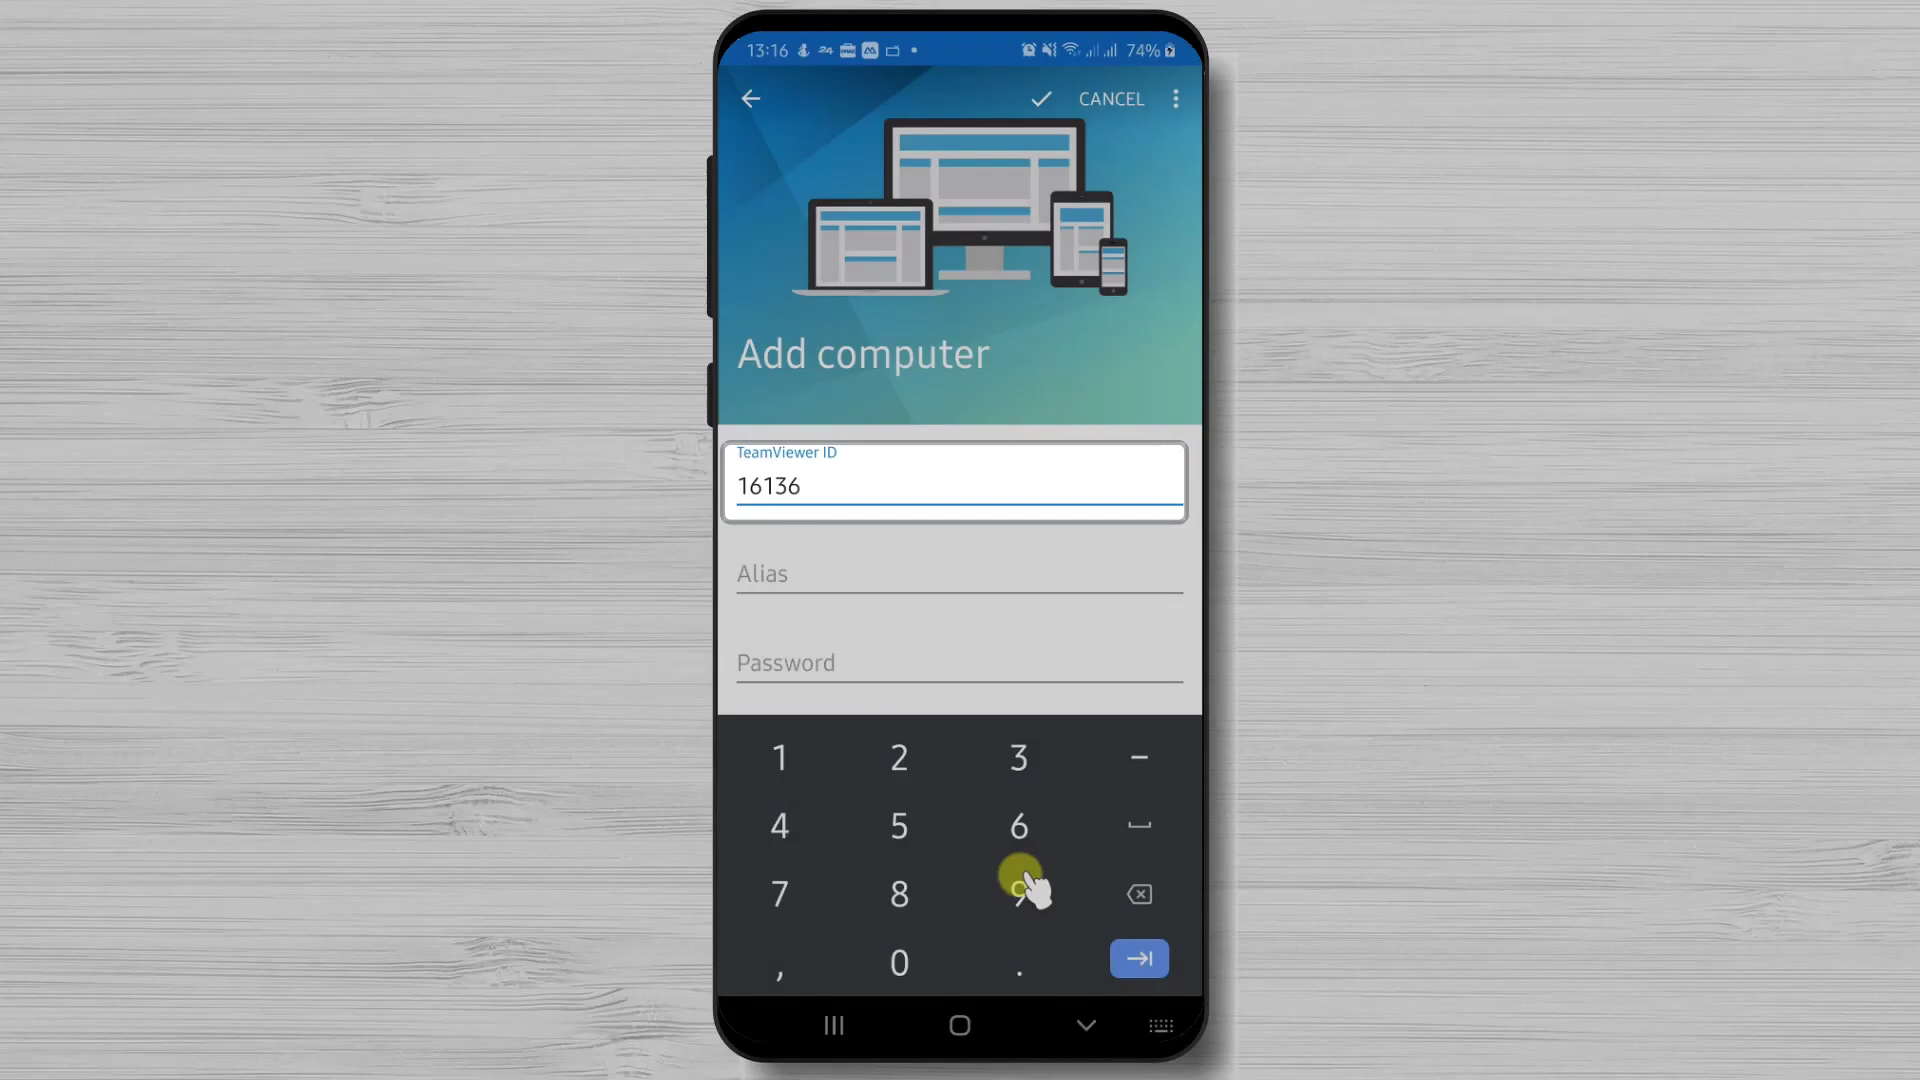 13:16 24 74%
CANCEL
Add computer
TeamViewer ID
16136
Alias
Password
1 2 3 –
4 5 6
7 8 9
, 0 .